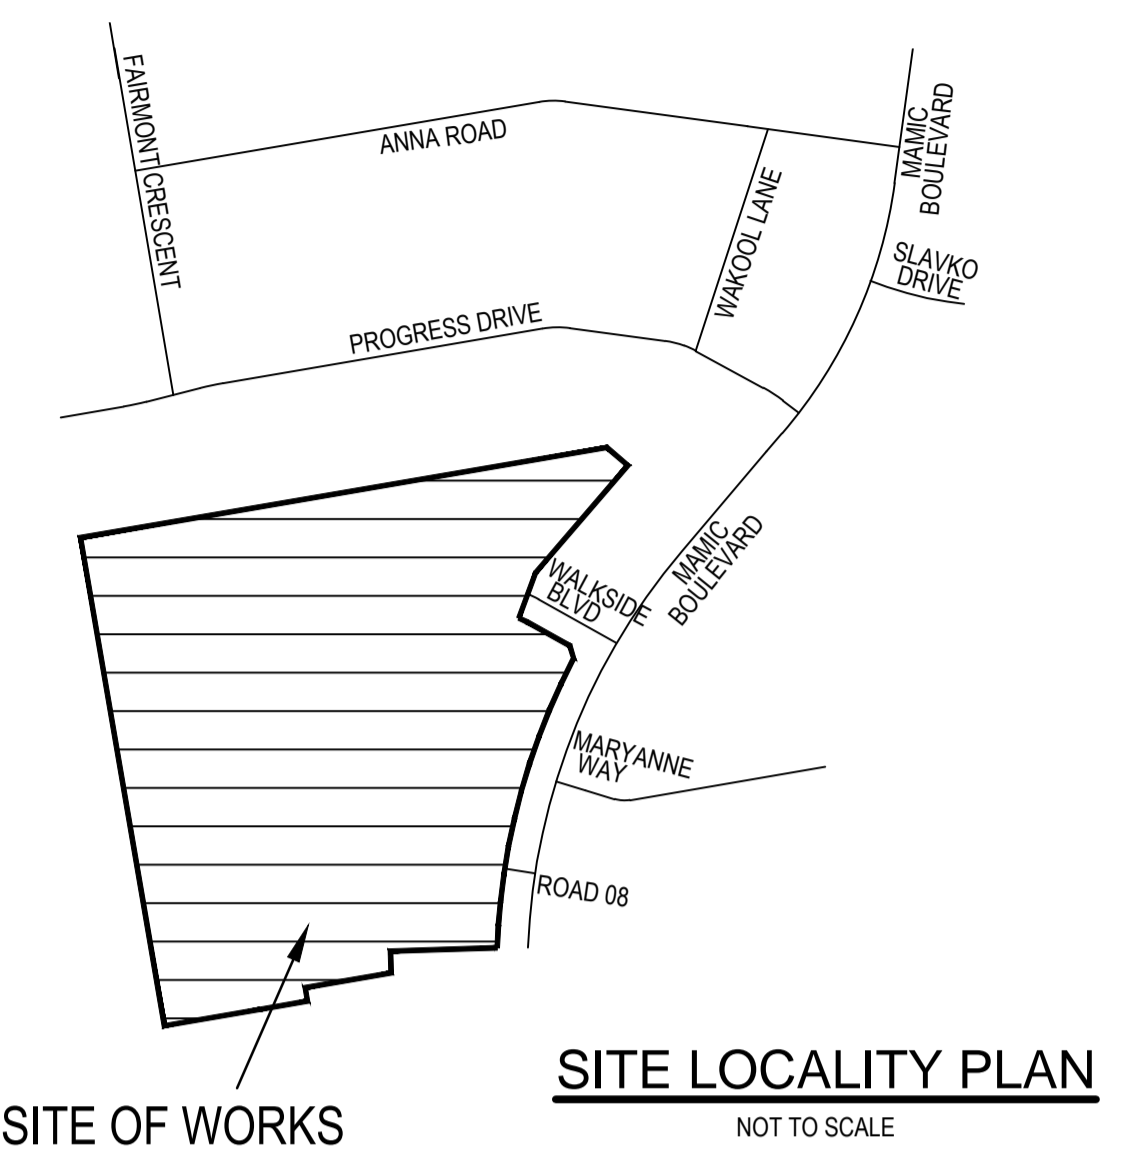 FAIRMONT CRESCENT
ANNA ROAD
MAMIC
BOULEVARD
WAKOOL LANE
SLAVKO
DRIVE
PROGRESS DRIVE
MAMIC
BOULEVARD
WALKSIDE
BLVD
MARYANNE
WAY
ROAD 08
SITE OF WORKS
SITE LOCALITY PLAN
NOT TO SCALE